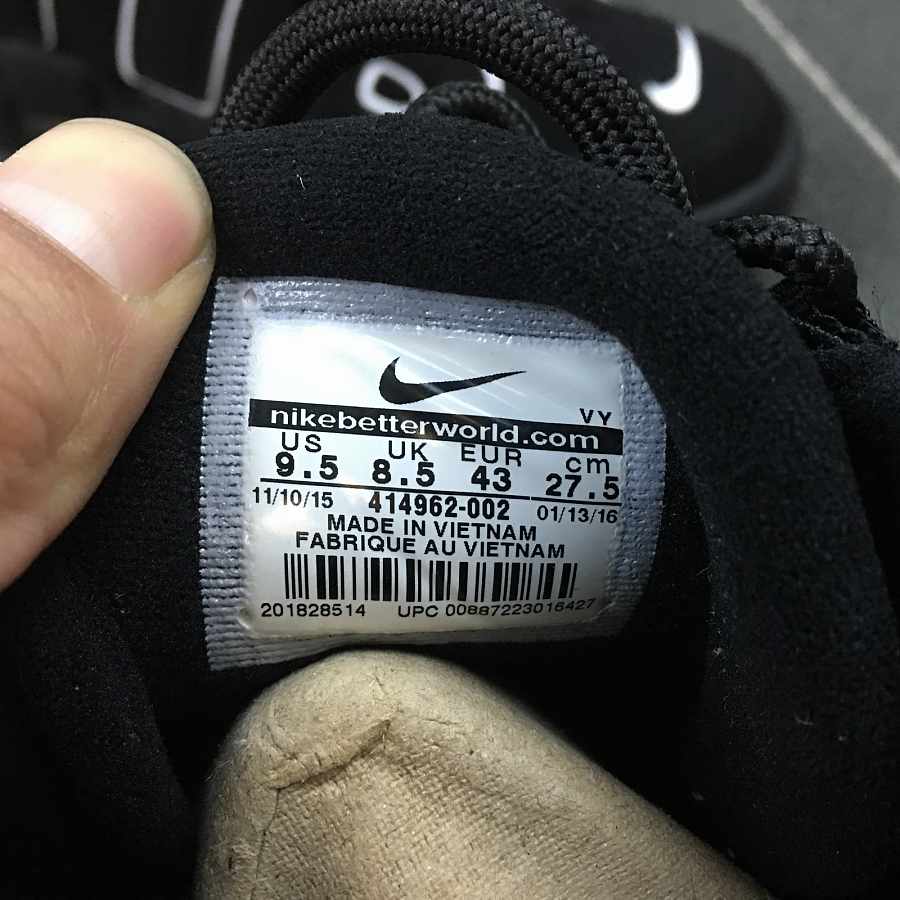 VY
nikebetterworld.com
US UK EUR cm
9.5 8.5 43 27.5
11/10/15 414962-002 01/13/16
MADE IN VIETNAM
FABRIQUE AU VIETNAM
201828514 UPC 00887223016427